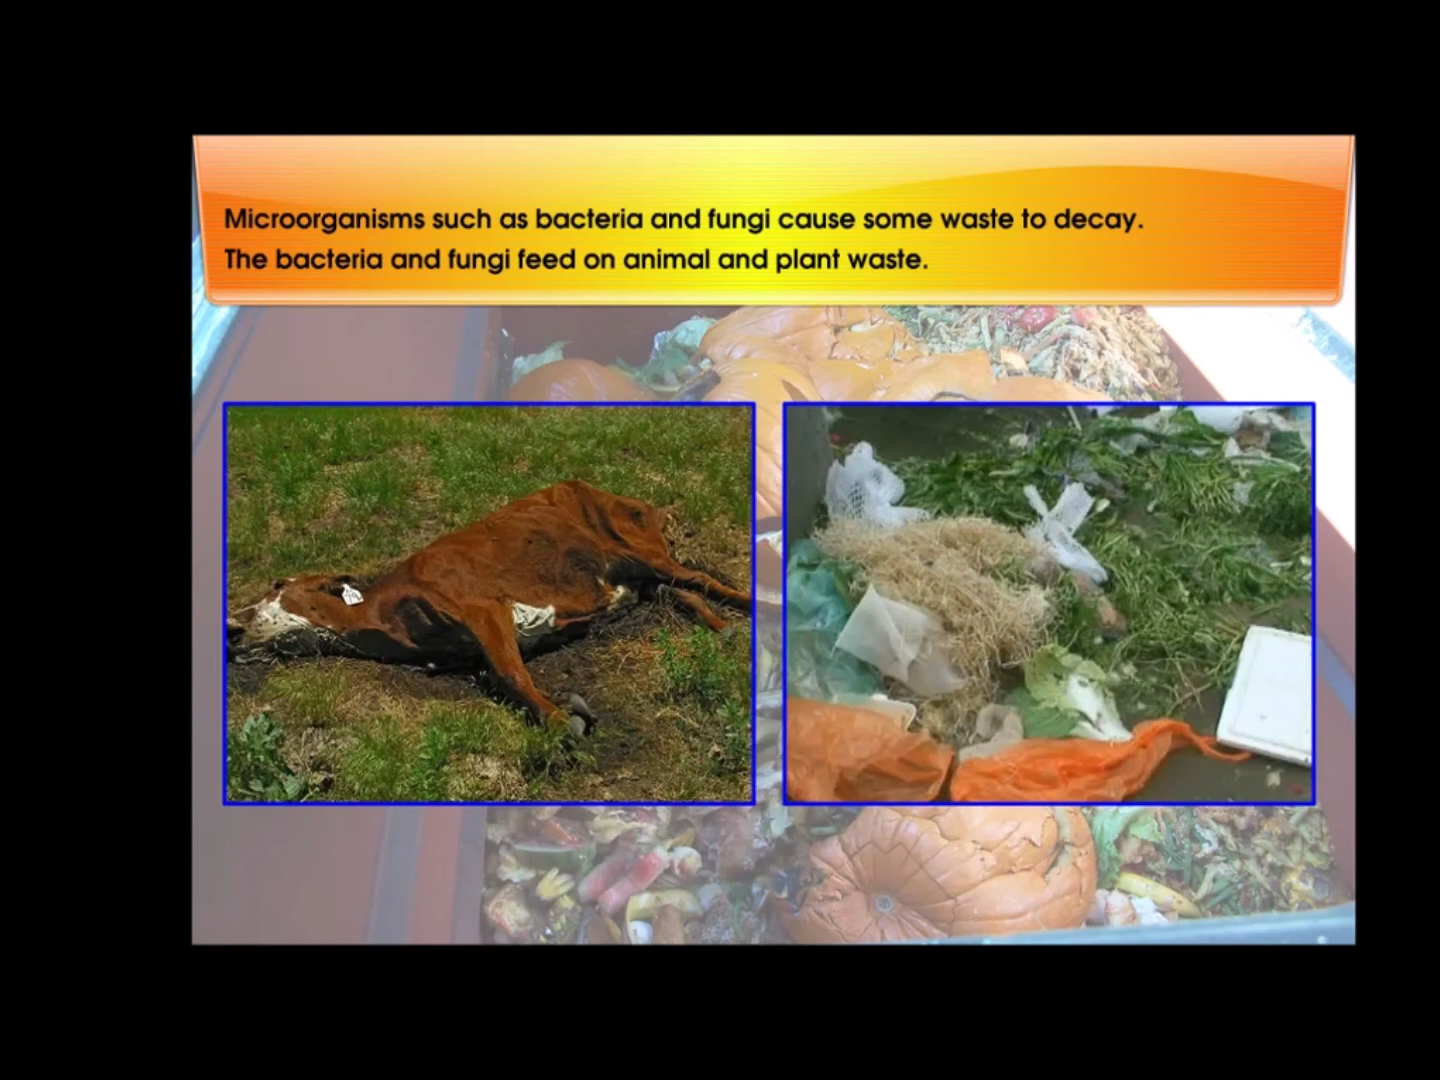 Microorganisms such as bacteria and fungi cause some waste to decay.
The bacteria and fungi feed on animal and plant waste.